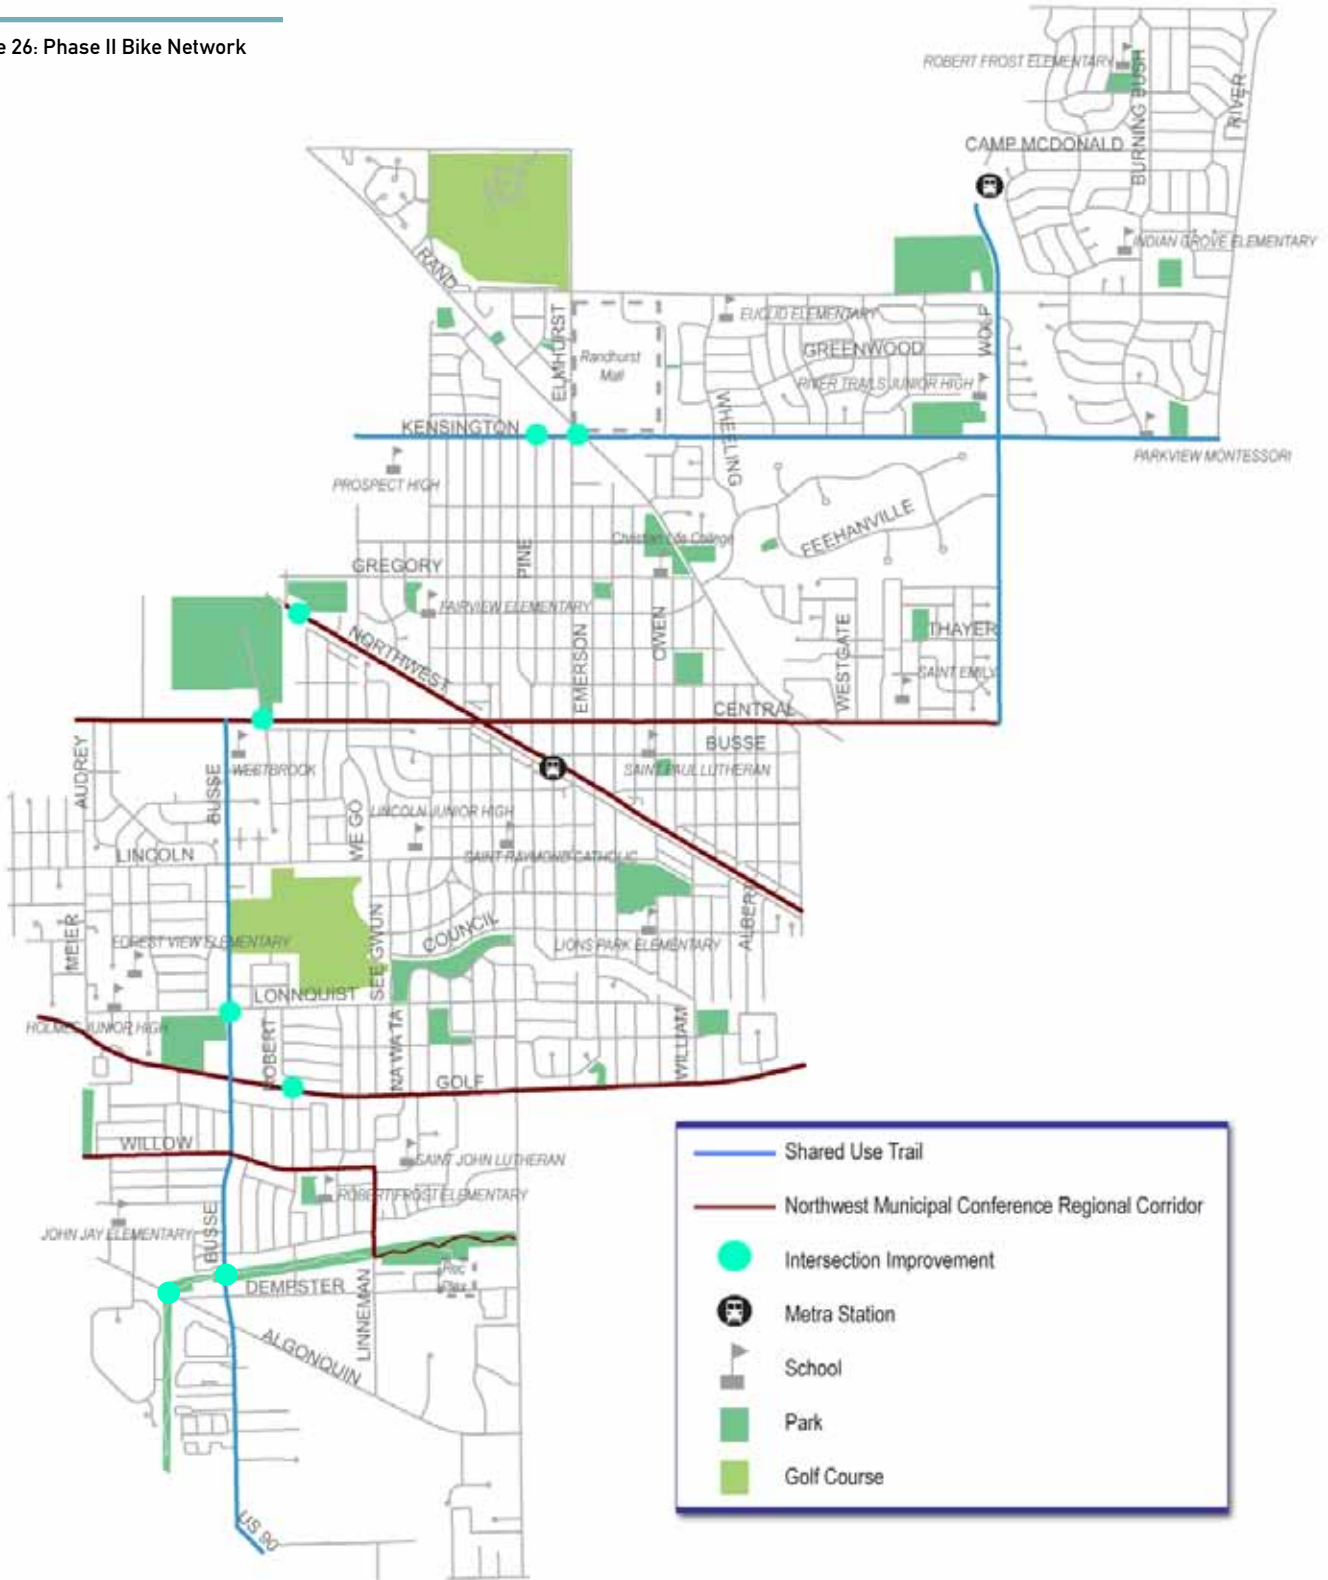 e 26: Phase II Bike Network
ROBERT FROST ELEMENTARY
BURNING BUSH
RIVER
CAMP MCDONALD
INDIAN GROVE ELEMENTARY
RAND
ELMHURST
EUCLID ELEMENTARY
WOLF
Randhurst
Mall
GREENWOOD
RIVER TRAILS JUNIOR HIGH
WHEELING
KENSINGTON
PARKVIEW MONTESSORI
PROSPECT HIGH
FEEHANVILLE
Christian Life College
PINE
GREGORY
FAIRVIEW ELEMENTARY
OWEN
WESTGATE
THAYER
NORTHWEST
EMERSON
SAINT EMILY
CENTRAL
BUSSE
AUDREY
BUSSE
WESTBROOK
SAINT PAUL LUTHERAN
LINCOLN JUNIOR HIGH
WE GO
LINCOLN
SAINT RAYMOND CATHOLIC
MEIER
FOREST VIEW ELEMENTARY
SEE GWUN
COUNCIL
LIONS PARK ELEMENTARY
ALBERT
LONNQUIST
HOLMES JUNIOR HIGH
ROBERT
NA WA TA
WILLIAM
GOLF
WILLOW
SAINT JOHN LUTHERAN
ROBERT FROST ELEMENTARY
JOHN JAY ELEMENTARY
BUSSE
Rec
Plex
DEMPSTER
LINNEMAN
ALGONQUIN
US 90
Shared Use Trail
Northwest Municipal Conference Regional Corridor
Intersection Improvement
Metra Station
School
Park
Golf Course